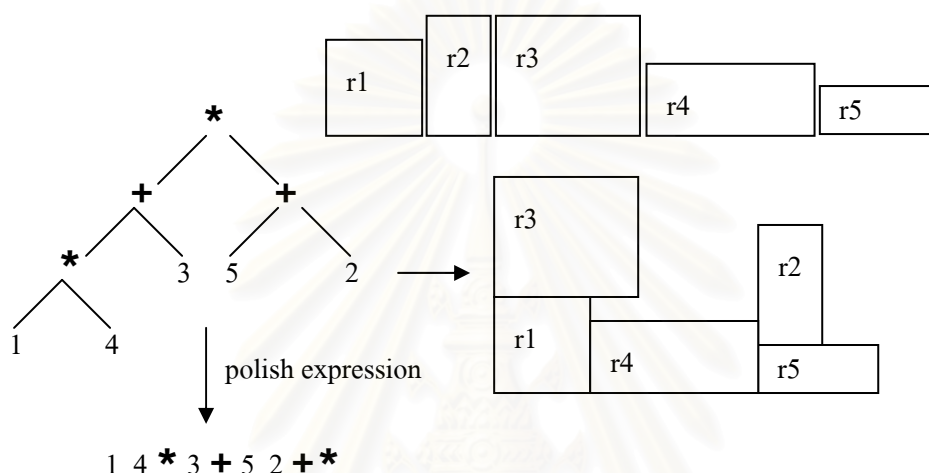 r1 r2 r3 r4 r5
*
+ +
* 3 5 2
1 4
r3
r2
r1 r4 r5
polish expression
1 4 * 3 + 5 2 + *